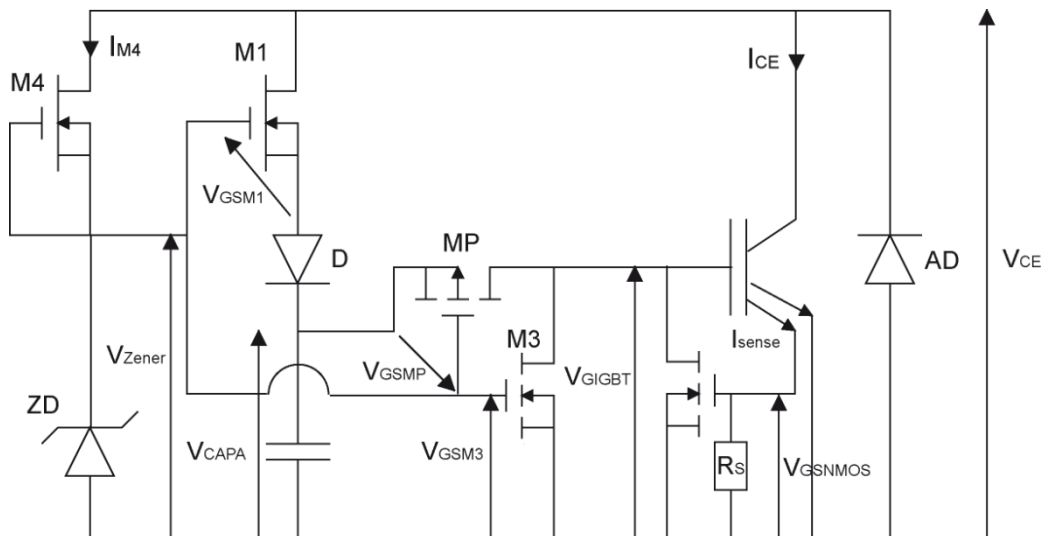 IM4
M1
ICE
M4
VGSM1
MP
D
AD
VCE
M3
Isense
VZener
VGSMP
VGIGBT
ZD
VCAPA
VGSM3
RS
VGSNMOS